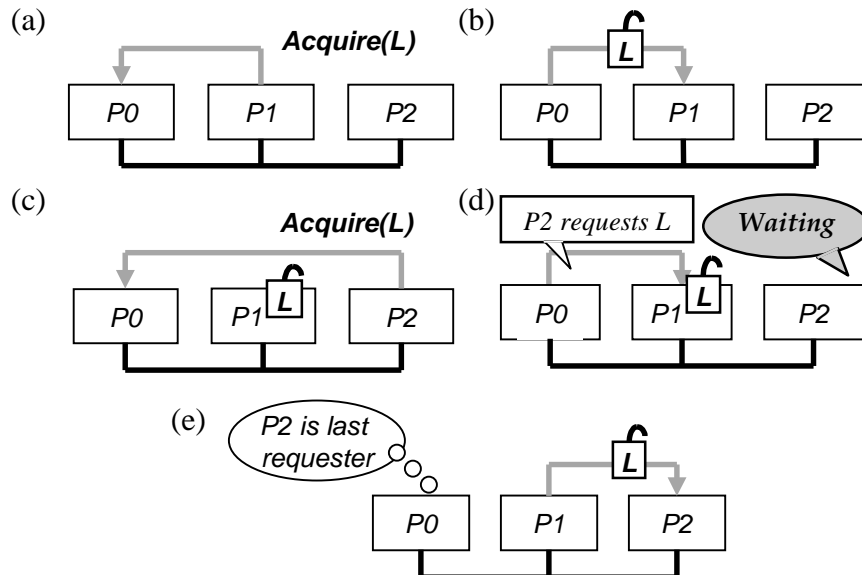 (a)
Acquire(L)
P0
P1
P2
(b)
L
P0
P1
P2
(c)
Acquire(L)
P0
P1
L
P2
(d)
P2 requests L
Waiting
P0
P1
L
P2
(e)
P2 is last
requester
L
P0
P1
P2